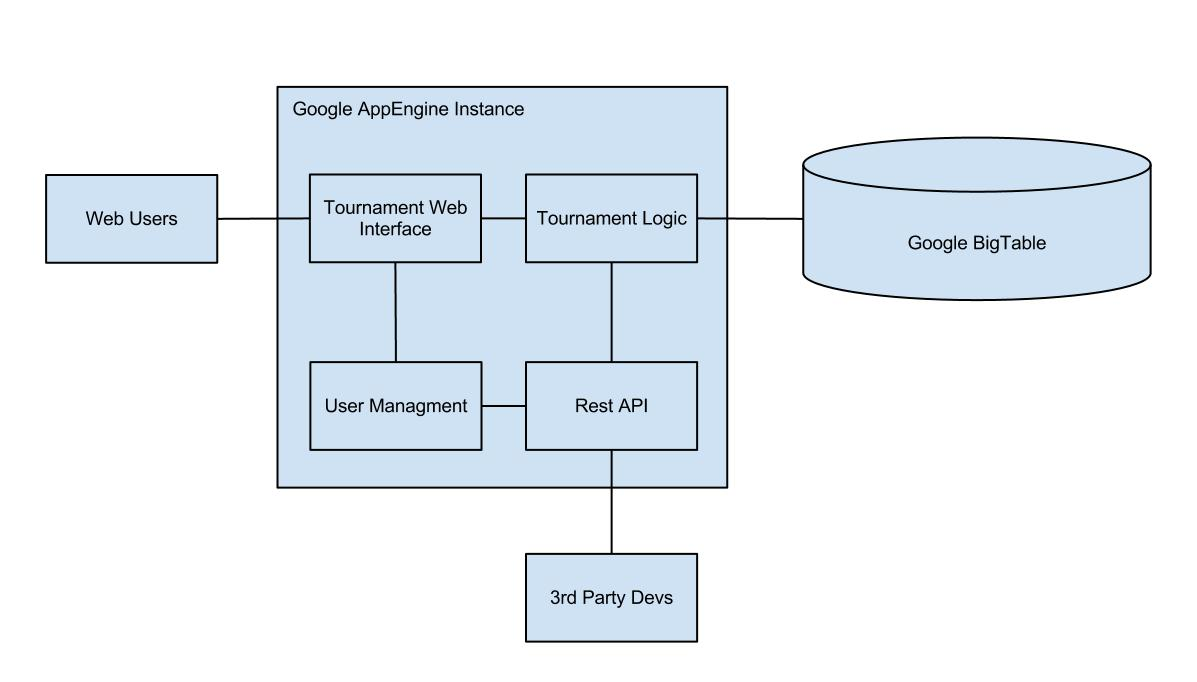 Google AppEngine Instance
Web Users
Tournament Web
Interface
Tournament Logic
Google BigTable
User Managment
Rest API
3rd Party Devs